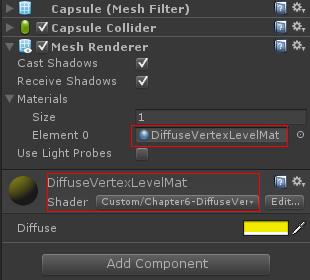 Capsule (Mesh Filter)
Capsule Collider
Mesh Renderer
Cast Shadows
Receive Shadows
Materials
Size 1
Element 0 DiffuseVertexLevelMat
Use Light Probes
DiffuseVertexLevelMat
Shader Custom/Chapter6-DiffuseVer Edit...
Diffuse
Add Component